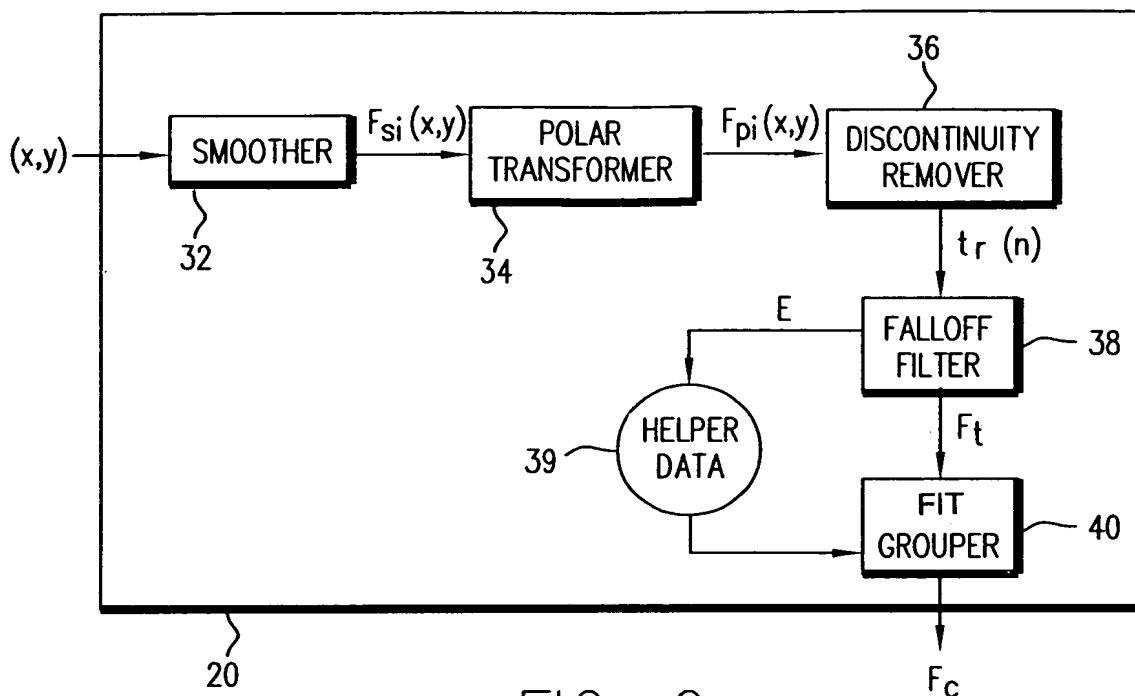 36
(x,y)
SMOOTHER
Fsi(x,y)
POLAR
TRANSFORMER
Fpi(x,y)
DISCONTINUITY
REMOVER
32
34
tr (n)
E
FALLOFF
FILTER
38
39
HELPER
DATA
Ft
FIT
GROUPER
40
20
Fc